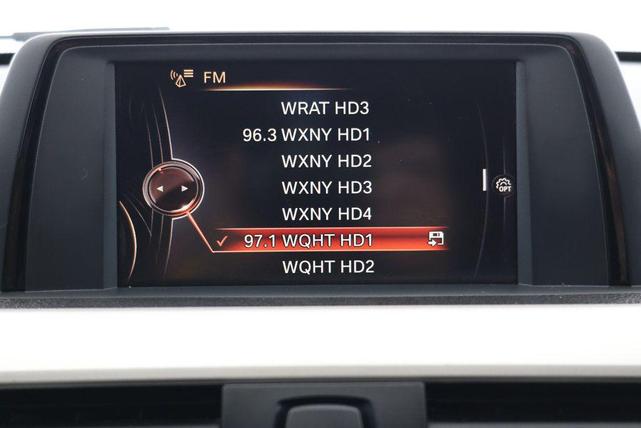 FM
WRAT HD3
96.3 WXNY HD1
WXNY HD2
WXNY HD3
WXNY HD4
97.1 WQHT HD1
WQHT HD2
OPT